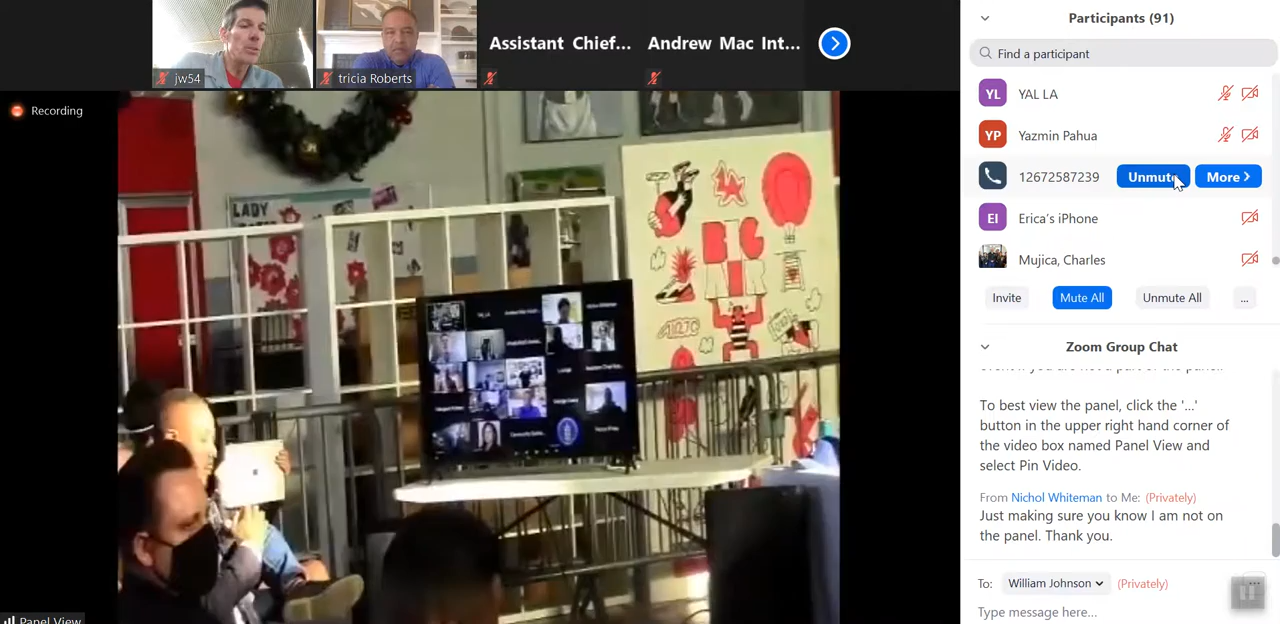 Assistant Chief...
Andrew Mac Int...
jw54
tricia Roberts
Recording
LADY
BIG
Panel View
Participants (91)
Find a participant
YL
YAL LA
YP
Yazmin Pahua
12672587239
Unmute
More
EI
Erica's iPhone
Mujica, Charles
Invite
Mute All
Unmute All
...
Zoom Group Chat
To best view the panel, click the '...'
button in the upper right hand corner of
the video box named Panel View and
select Pin Video.
From Nichol Whiteman to Me: (Privately)
Just making sure you know I am not on
the panel. Thank you.
To: William Johnson (Privately)
Type message here...